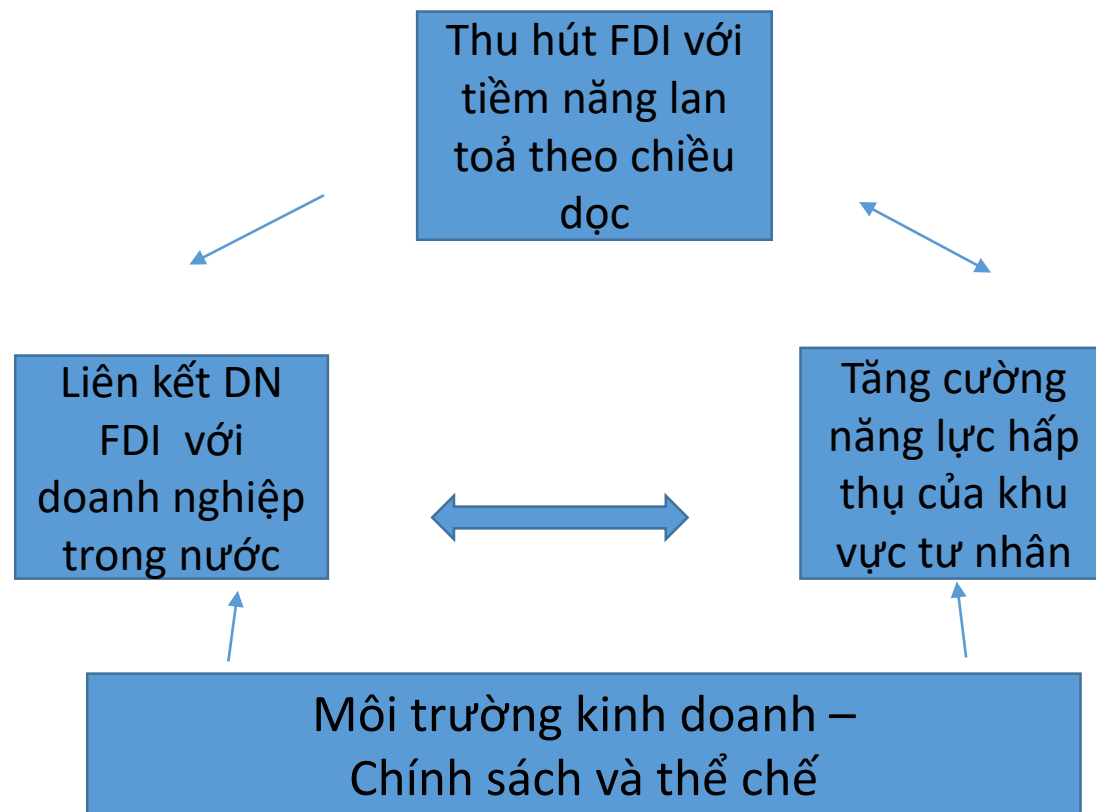 Thu hút FDI với
tiềm năng lan
toả theo chiều
dọc
Liên kết DN
FDI với
doanh nghiệp
trong nước
Tăng cường
năng lực hấp
thụ của khu
vực tư nhân
Môi trường kinh doanh –
Chính sách và thể chế